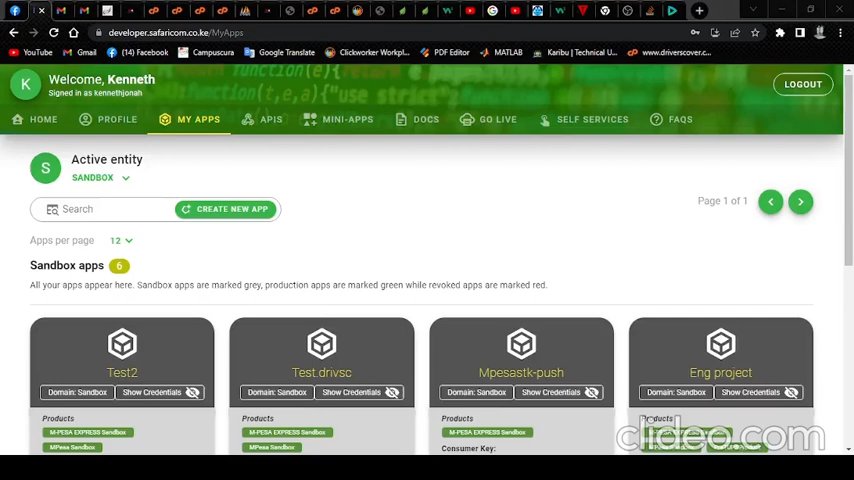 developer.safaricom.co.ke/MyApps
YouTube Gmail (14) Facebook Campuscura Google Translate Clickworker Workpl... PDF Editor MATLAB Karibu | Technical U... www.driverscover.c...
K Welcome, Kenneth
Signed in as kennethjonah
LOGOUT
HOME PROFILE MY APPS APIS MINI-APPS DOCS GO LIVE SELF SERVICES FAQS
S Active entity
SANDBOX
Search CREATE NEW APP
Page 1 of 1
Apps per page 12
Sandbox apps 6
All your apps appear here. Sandbox apps are marked grey, production apps are marked green while revoked apps are marked red.
Test2 Test.drivsc Mpesastk-push Eng project
Domain: Sandbox Show Credentials Domain: Sandbox Show Credentials Domain: Sandbox Show Credentials Domain: Sandbox Show Credentials
Products Products Products Products
M-PESA EXPRESS Sandbox M-PESA EXPRESS Sandbox M-PESA EXPRESS Sandbox
MPesa Sandbox MPesa Sandbox Consumer Key:
clideo.com